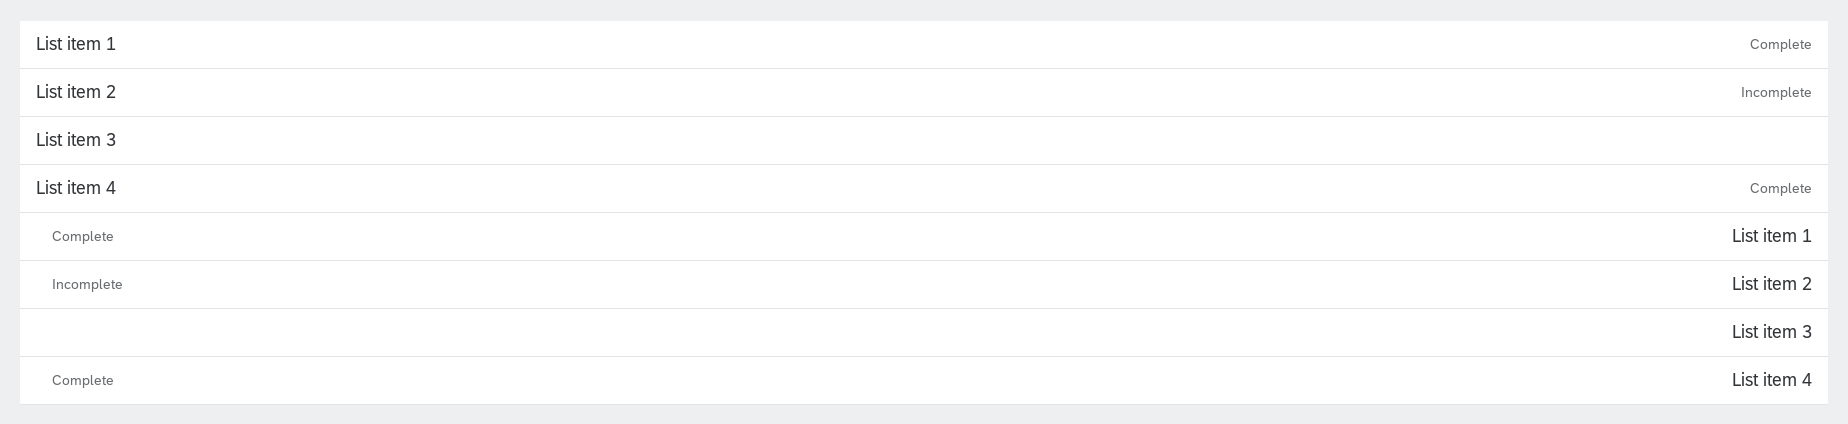 List item 1 Complete
List item 2 Incomplete
List item 3
List item 4 Complete
Complete List item 1
Incomplete List item 2
List item 3
Complete List item 4